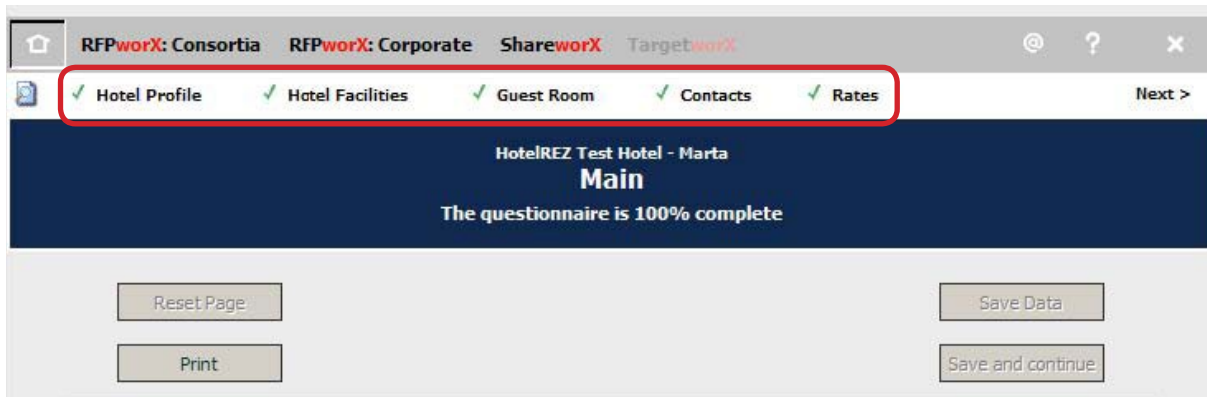 RFPworX: Consortia RFPworX: Corporate ShareworX TargetworX @ ? ×
✓ Hotel Profile ✓ Hotel Facilities ✓ Guest Room ✓ Contacts ✓ Rates Next >
HotelREZ Test Hotel - Marta
Main
The questionnaire is 100% complete
Reset Page Save Data
Print Save and continue